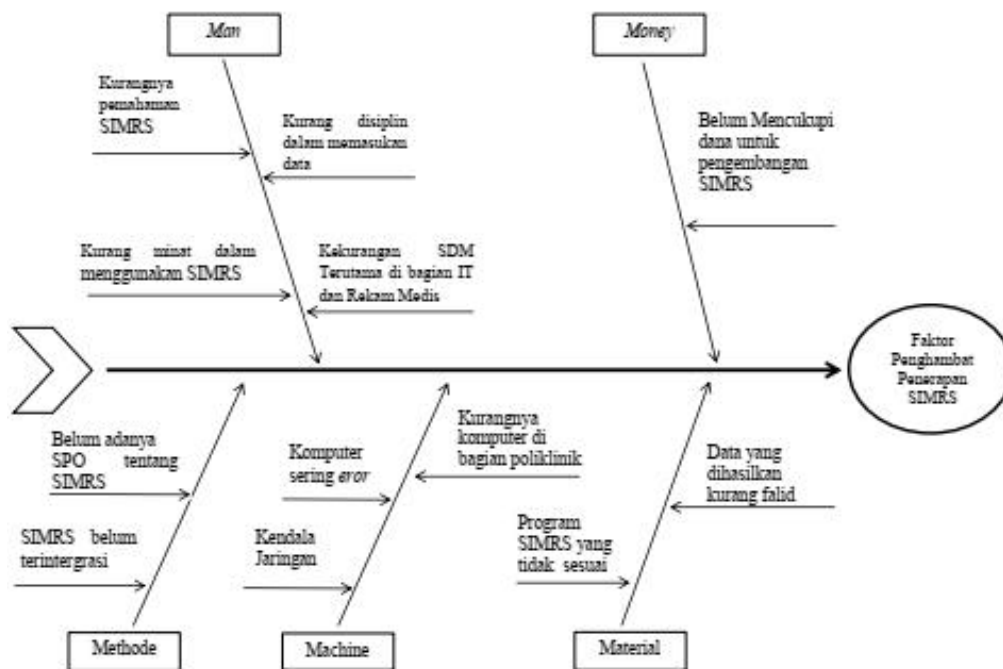 Man
Money
Kurangnya
pemahaman
SIMRS
Kurang disiplin
dalam memasukan
data
Belum Mencukupi
dana untuk
pengembangan
SIMRS
Kurang minat dalam
menggunakan SIMRS
Kekurangan SDM
Terutama di bagian IT
dan Rekam Medis
Faktor
Penghambat
Penerapan
SIMRS
Belum adanya
SPO tentang
SIMRS
Komputer
sering eror
Kurangnya
komputer di
bagian poliklinik
Data yang
dihasilkan
kurang falid
SIMRS belum
terintergrasi
Kendala
Jaringan
Program
SIMRS yang
tidak sesuai
Methode
Machine
Material